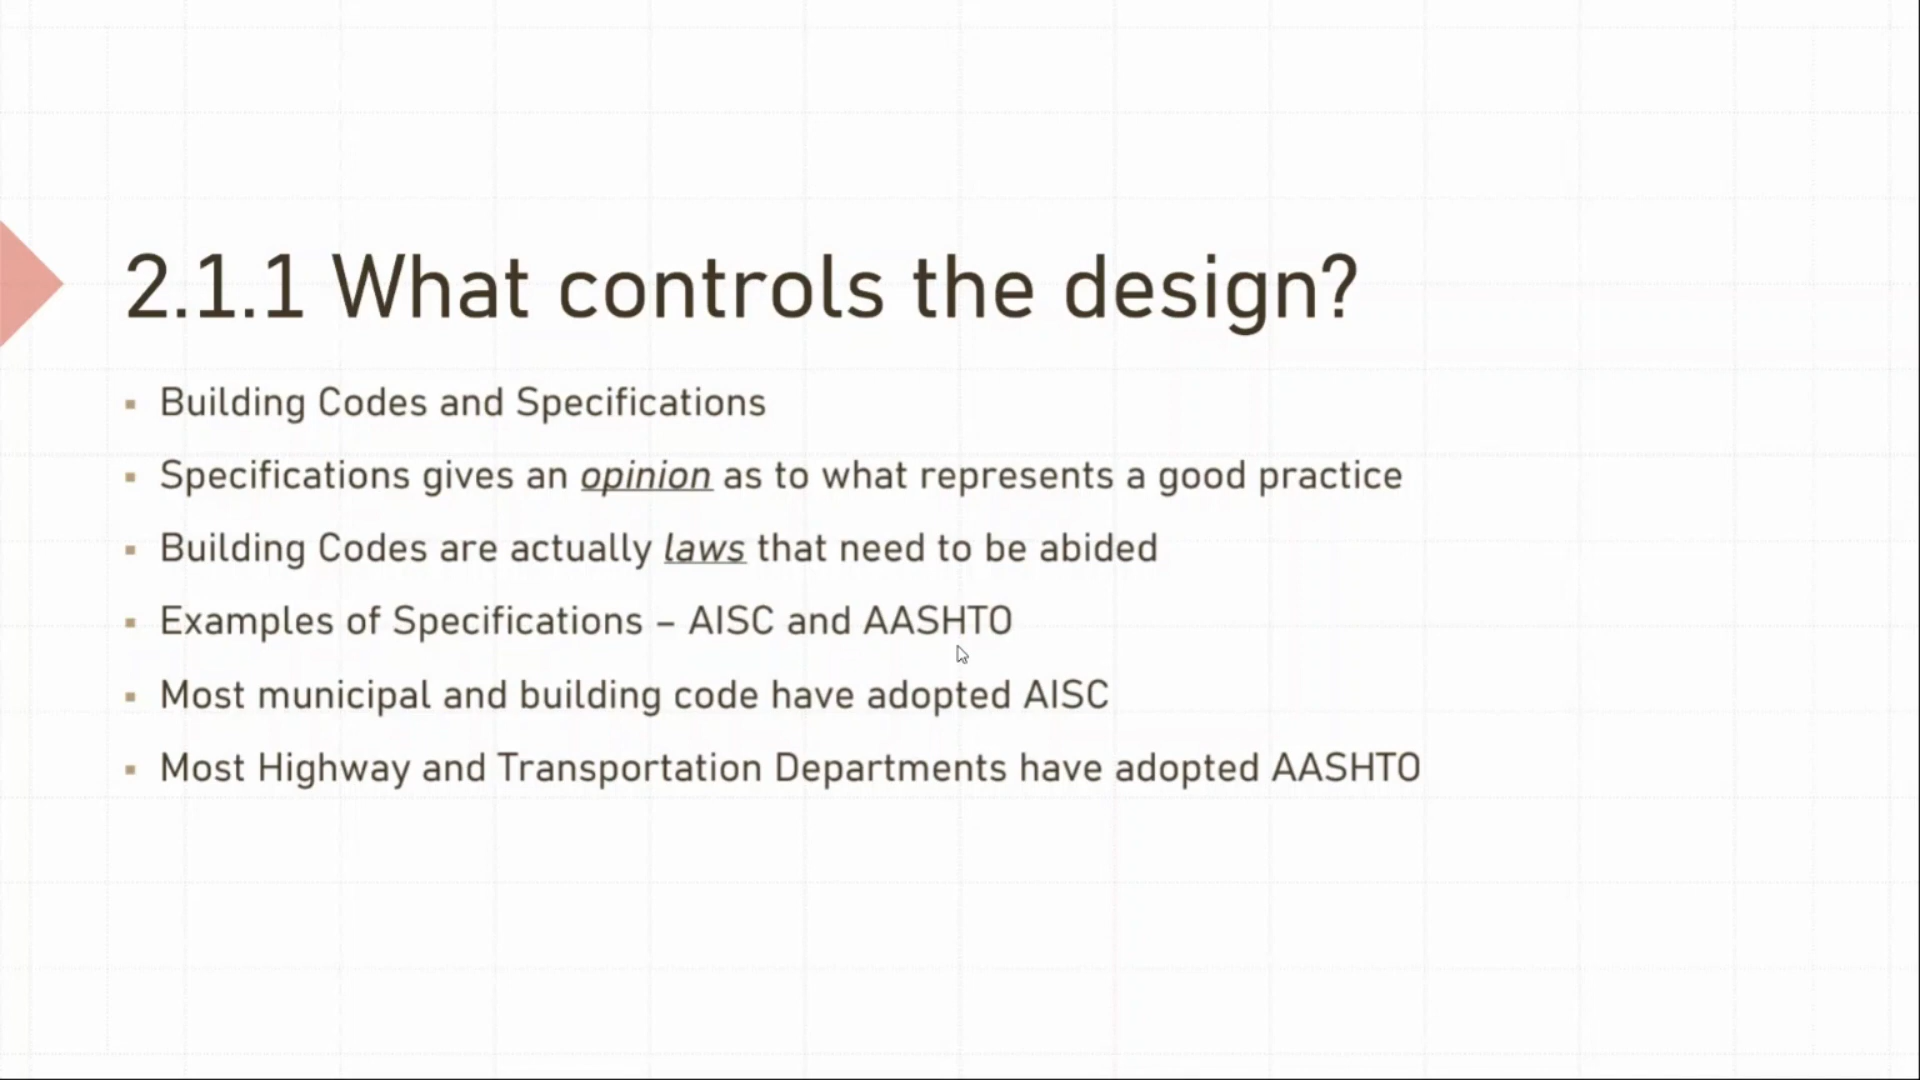 2.1.1 What controls the design?
Building Codes and Specifications
Specifications gives an opinion as to what represents a good practice
Building Codes are actually laws that need to be abided
Examples of Specifications – AISC and AASHTO
Most municipal and building code have adopted AISC
Most Highway and Transportation Departments have adopted AASHTO